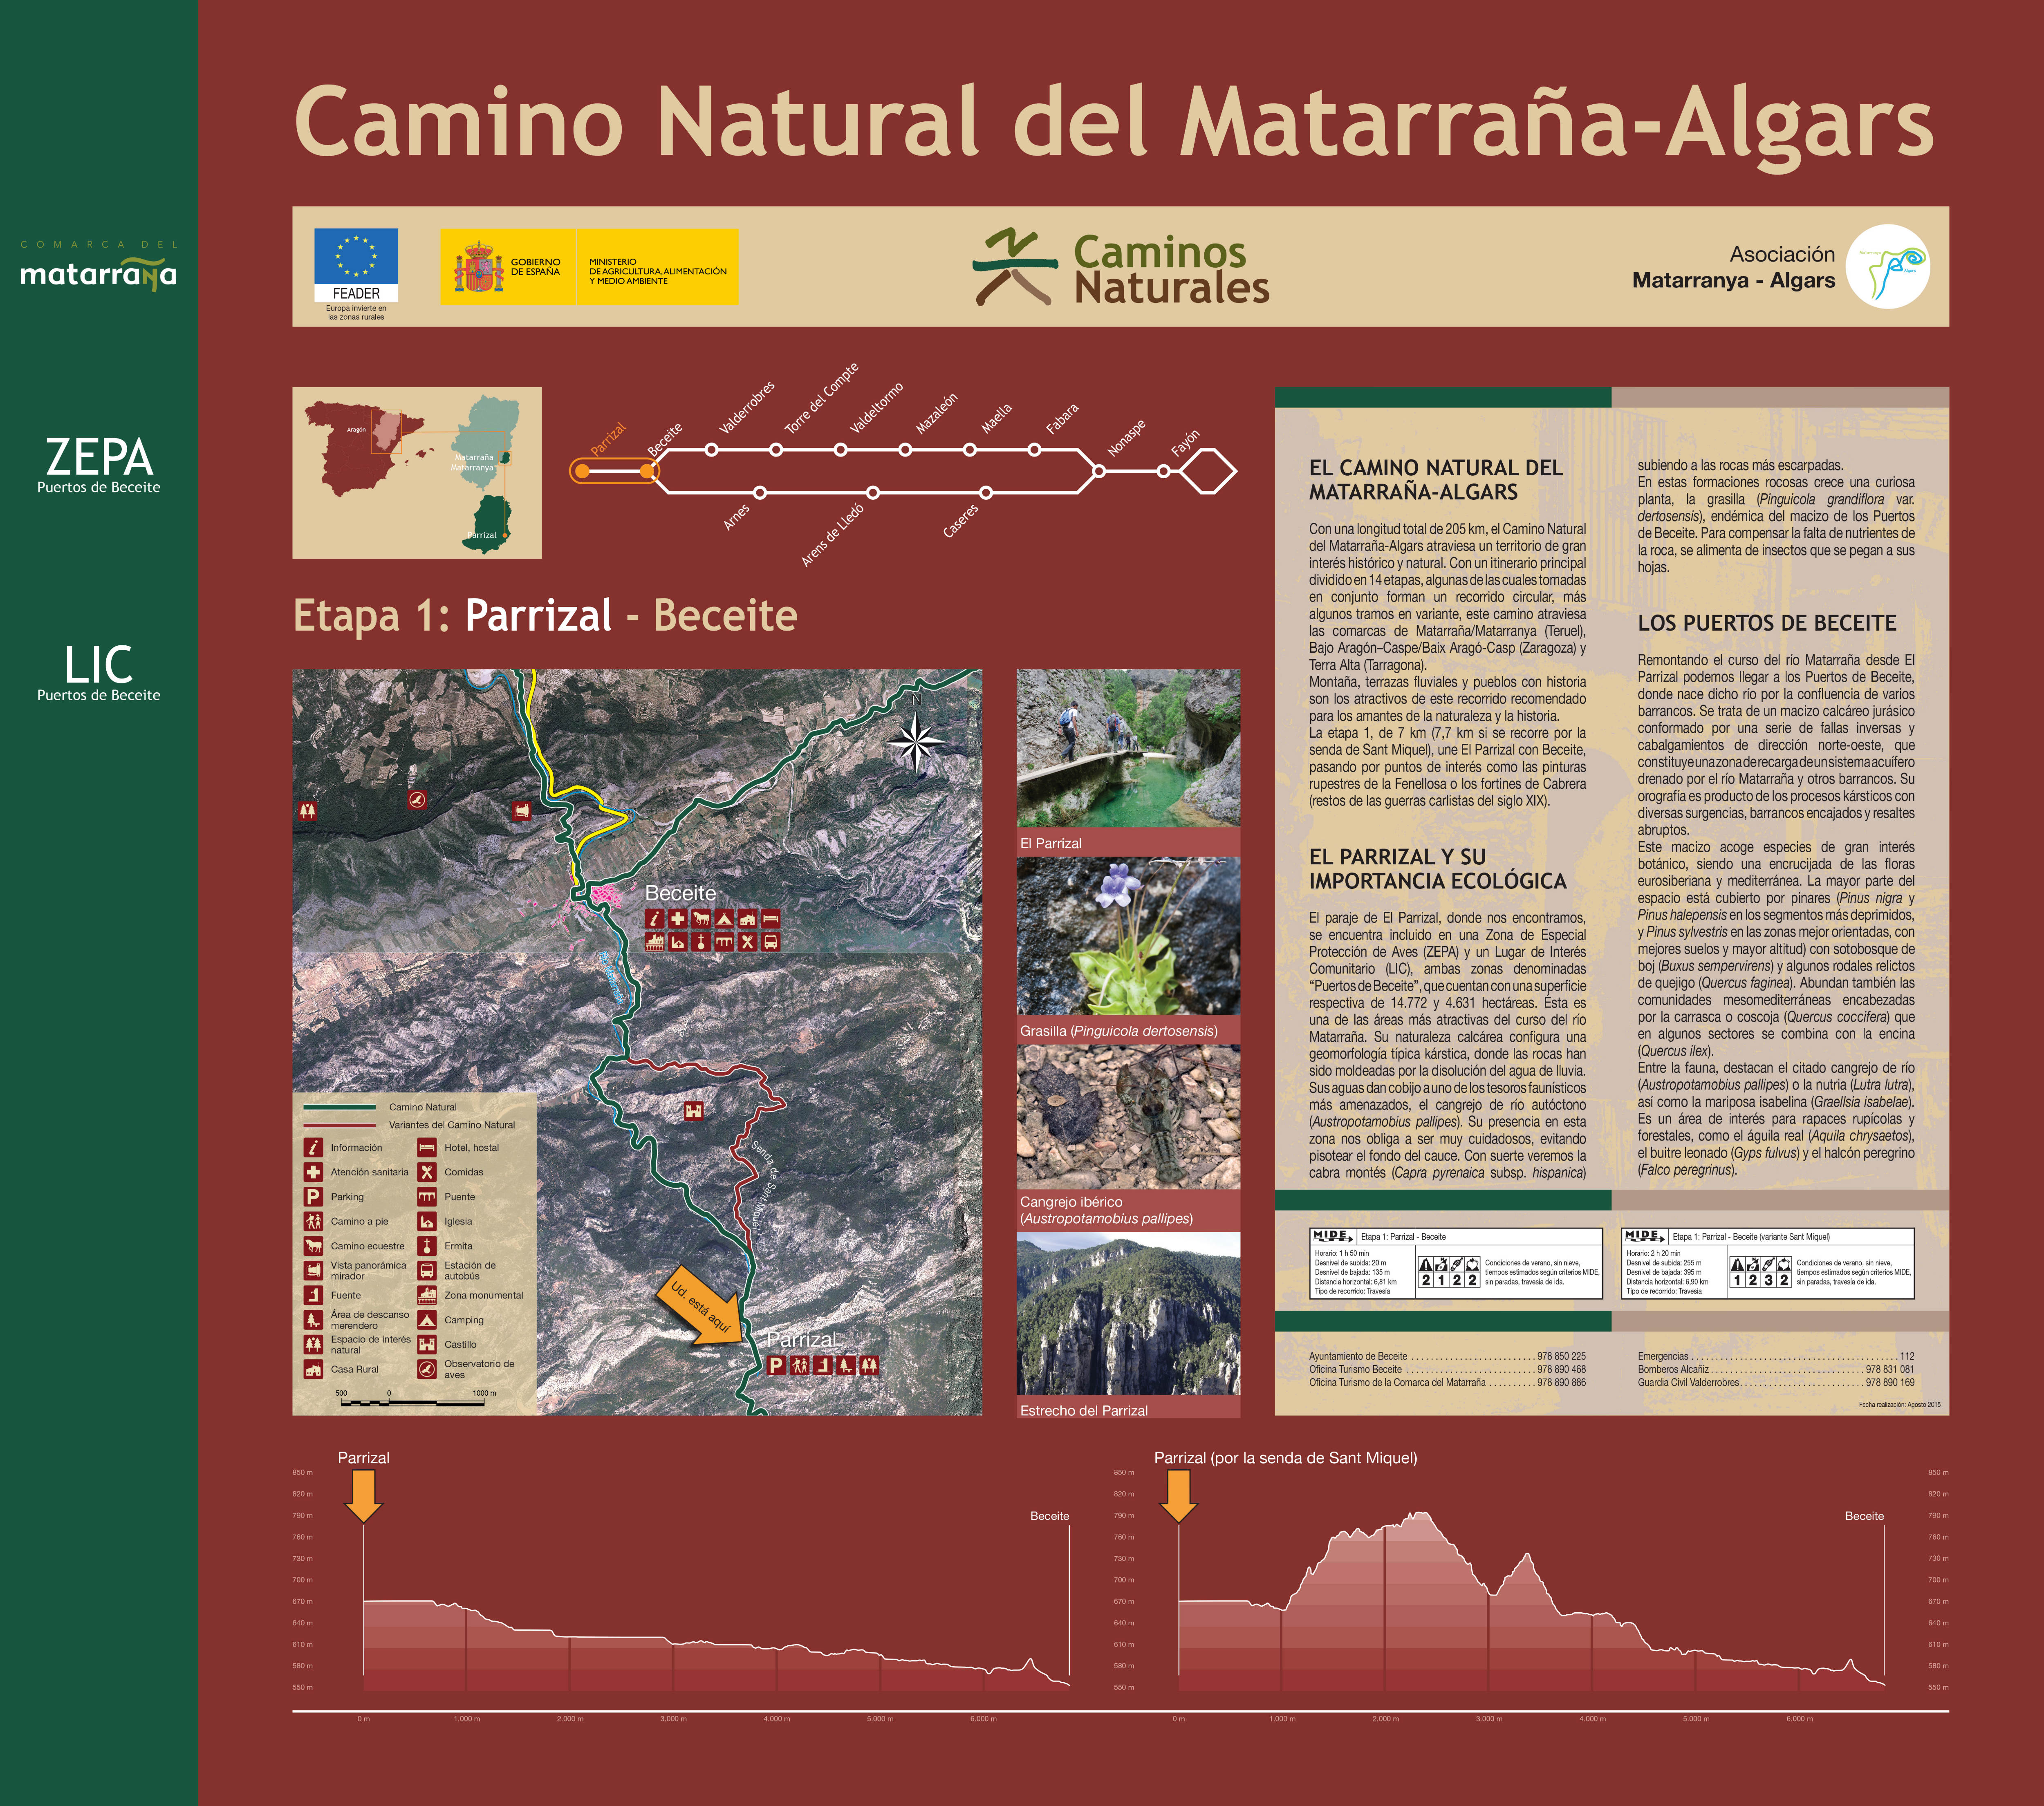 Camino Natural del Matarraña-Algars
COMARCA DEL
matarraña
ZEPA
Puertos de Beceite
LIC
Puertos de Beceite
FEADER
Europa invierte en
las zonas rurales
GOBIERNO
DE ESPAÑA
MINISTERIO
DE AGRICULTURA, ALIMENTACIÓN
Y MEDIO AMBIENTE
Caminos
Naturales
Asociación
Matarranya - Algars
Aragón
Matarraña
Matarranya
Parrizal
Parrizal
Beceite
Valderrobres
Torre del Compte
Valdeltormo
Mazaleón
Maella
Fabara
Nonaspe
Fayón
Arnes
Arens de Lledó
Caseres
Etapa 1: Parrizal - Beceite
N
Beceite
Senda de Sant Miquel
Ud. está aquí
Parrizal
Camino Natural
Variantes del Camino Natural
Información
Atención sanitaria
Parking
Camino a pie
Camino ecuestre
Vista panorámica
mirador
Fuente
Área de descanso
merendero
Espacio de interés
natural
Casa Rural
Hotel, hostal
Comidas
Puente
Iglesia
Ermita
Estación de
autobús
Zona monumental
Camping
Castillo
Observatorio de
aves
500 0 1000 m
El Parrizal
Grasilla (Pinguicola dertosensis)
Cangrejo ibérico
(Austropotamobius pallipes)
Estrecho del Parrizal
EL CAMINO NATURAL DEL
MATARRAÑA-ALGARS
Con una longitud total de 205 km, el Camino Natural
del Matarraña-Algars atraviesa un territorio de gran
interés histórico y natural. Con un itinerario principal
dividido en 14 etapas, algunas de las cuales tomadas
en conjunto forman un recorrido circular, más
algunos tramos en variante, este camino atraviesa
las comarcas de Matarraña/Matarranya (Teruel),
Bajo Aragón–Caspe/Baix Aragó-Casp (Zaragoza) y
Terra Alta (Tarragona).
Montaña, terrazas fluviales y pueblos con historia
son los atractivos de este recorrido recomendado
para los amantes de la naturaleza y la historia.
La etapa 1, de 7 km (7,7 km si se recorre por la
senda de Sant Miquel), une El Parrizal con Beceite,
pasando por puntos de interés como las pinturas
rupestres de la Fenellosa o los fortines de Cabrera
(restos de las guerras carlistas del siglo XIX).
EL PARRIZAL Y SU
IMPORTANCIA ECOLÓGICA
El paraje de El Parrizal, donde nos encontramos,
se encuentra incluido en una Zona de Especial
Protección de Aves (ZEPA) y un Lugar de Interés
Comunitario (LIC), ambas zonas denominadas
“Puertos de Beceite”, que cuentan con una superficie
respectiva de 14.772 y 4.631 hectáreas. Ésta es
una de las áreas más atractivas del curso del río
Matarraña. Su naturaleza calcárea configura una
geomorfología típica kárstica, donde las rocas han
sido moldeadas por la disolución del agua de lluvia.
Sus aguas dan cobijo a uno de los tesoros faunísticos
más amenazados, el cangrejo de río autóctono
(Austropotamobius pallipes). Su presencia en esta
zona nos obliga a ser muy cuidadosos, evitando
pisotear el fondo del cauce. Con suerte veremos la
cabra montés (Capra pyrenaica subsp. hispanica)
subiendo a las rocas más escarpadas.
En estas formaciones rocosas crece una curiosa
planta, la grasilla (Pinguicola grandiflora var.
dertosensis), endémica del macizo de los Puertos
de Beceite. Para compensar la falta de nutrientes de
la roca, se alimenta de insectos que se pegan a sus
hojas.
LOS PUERTOS DE BECEITE
Remontando el curso del río Matarraña desde El
Parrizal podemos llegar a los Puertos de Beceite,
donde nace dicho río por la confluencia de varios
barrancos. Se trata de un macizo calcáreo jurásico
conformado por una serie de fallas inversas y
cabalgamientos de dirección norte-oeste, que
constituye una zona de recarga de un sistema acuífero
drenado por el río Matarraña y otros barrancos. Su
orografía es producto de los procesos kársticos con
diversas surgencias, barrancos encajados y resaltes
abruptos.
Este macizo acoge especies de gran interés
botánico, siendo una encrucijada de las floras
eurosiberiana y mediterránea. La mayor parte del
espacio está cubierto por pinares (Pinus nigra y
Pinus halepensis en los segmentos más deprimidos,
y Pinus sylvestris en las zonas mejor orientadas, con
mejores suelos y mayor altitud) con sotobosque de
boj (Buxus sempervirens) y algunos rodales relictos
de quejigo (Quercus faginea). Abundan también las
comunidades mesomediterráneas encabezadas
por la carrasca o coscoja (Quercus coccifera) que
en algunos sectores se combina con la encina
(Quercus ilex).
Entre la fauna, destacan el citado cangrejo de río
(Austropotamobius pallipes) o la nutria (Lutra lutra),
así como la mariposa isabelina (Graellsia isabelae).
Es un área de interés para rapaces rupícolas y
forestales, como el águila real (Aquila chrysaetos),
el buitre leonado (Gyps fulvus) y el halcón peregrino
(Falco peregrinus).
MIDE Etapa 1: Parrizal - Beceite
Horario: 1 h 50 min
Desnivel de subida: 20 m
Desnivel de bajada: 135 m
Distancia horizontal: 6,81 km
Tipo de recorrido: Travesía
2 1 2 2
Condiciones de verano, sin nieve,
tiempos estimados según criterios MIDE,
sin paradas, travesía de ida.
MIDE Etapa 1: Parrizal - Beceite (variante Sant Miquel)
Horario: 2 h 20 min
Desnivel de subida: 255 m
Desnivel de bajada: 395 m
Distancia horizontal: 6,90 km
Tipo de recorrido: Travesía
1 2 3 2
Condiciones de verano, sin nieve,
tiempos estimados según criterios MIDE,
sin paradas, travesía de ida.
Ayuntamiento de Beceite 978 850 225
Oficina Turismo Beceite 978 890 468
Oficina Turismo de la Comarca del Matarraña 978 890 886
Emergencias 112
Bomberos Alcañiz 978 831 081
Guardia Civil Valderrobres 978 890 169
Fecha realización: Agosto 2015
Parrizal
Beceite
850 m
820 m
790 m
760 m
730 m
700 m
670 m
640 m
610 m
580 m
550 m
0 m 1.000 m 2.000 m 3.000 m 4.000 m 5.000 m 6.000 m
Parrizal (por la senda de Sant Miquel)
Beceite
850 m 850 m
820 m 820 m
790 m 790 m
760 m 760 m
730 m 730 m
700 m 700 m
670 m 670 m
640 m 640 m
610 m 610 m
580 m 580 m
550 m 550 m
0 m 1.000 m 2.000 m 3.000 m 4.000 m 5.000 m 6.000 m